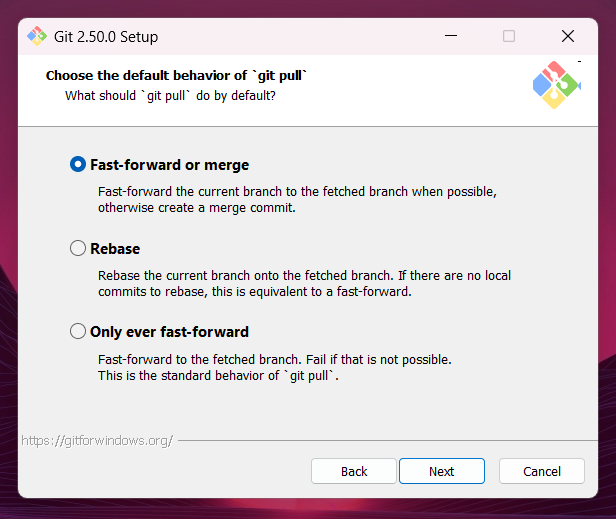 Git 2.50.0 Setup
Choose the default behavior of `git pull`
What should `git pull` do by default?
Fast-forward or merge
Fast-forward the current branch to the fetched branch when possible,
otherwise create a merge commit.
Rebase
Rebase the current branch onto the fetched branch. If there are no local
commits to rebase, this is equivalent to a fast-forward.
Only ever fast-forward
Fast-forward to the fetched branch. Fail if that is not possible.
This is the standard behavior of `git pull`.
https://gitforwindows.org/
Back
Next
Cancel